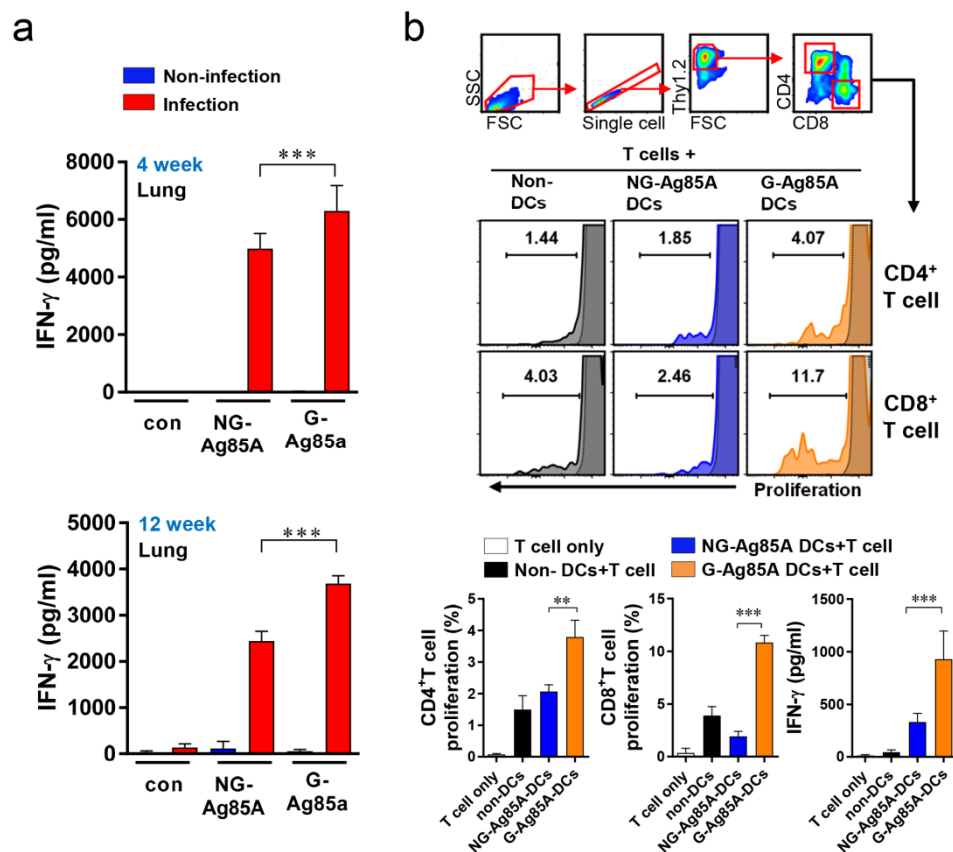 a
Non-infection
Infection
4 week
Lung
***
IFN-γ (pg/ml)
8000
6000
4000
2000
0
con
NG-
Ag85A
G-
Ag85a
12 week
Lung
***
IFN-γ (pg/ml)
5000
4000
3000
2000
1000
0
con
NG-
Ag85A
G-
Ag85a
b
SSC
FSC
Single cell
Thy1.2
FSC
CD4
CD8
T cells +
Non-
DCs
NG-Ag85A
DCs
G-Ag85A
DCs
1.44
1.85
4.07
CD4+
T cell
4.03
2.46
11.7
CD8+
T cell
Proliferation
T cell only
NG-Ag85A DCs+T cell
Non- DCs+T cell
G-Ag85A DCs+T cell
CD4+T cell
proliferation (%)
5
4
3
2
1
0
**
T cell only
non-DCs
NG-Ag85A-DCs
G-Ag85A-DCs
CD8+T cell
proliferation (%)
15
10
5
0
***
T cell only
non-DCs
NG-Ag85A-DCs
G-Ag85A-DCs
IFN-γ (pg/ml)
1500
1000
500
0
***
T cell only
non-DCs
NG-Ag85A-DCs
G-Ag85A-DCs